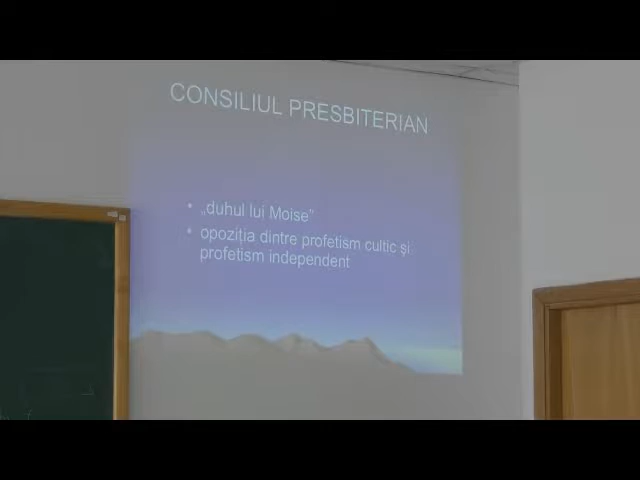 CONSILIUL PRESBITERIAN
• „duhul lui Moise”
• opoziția dintre profetism cultic și
profetism independent